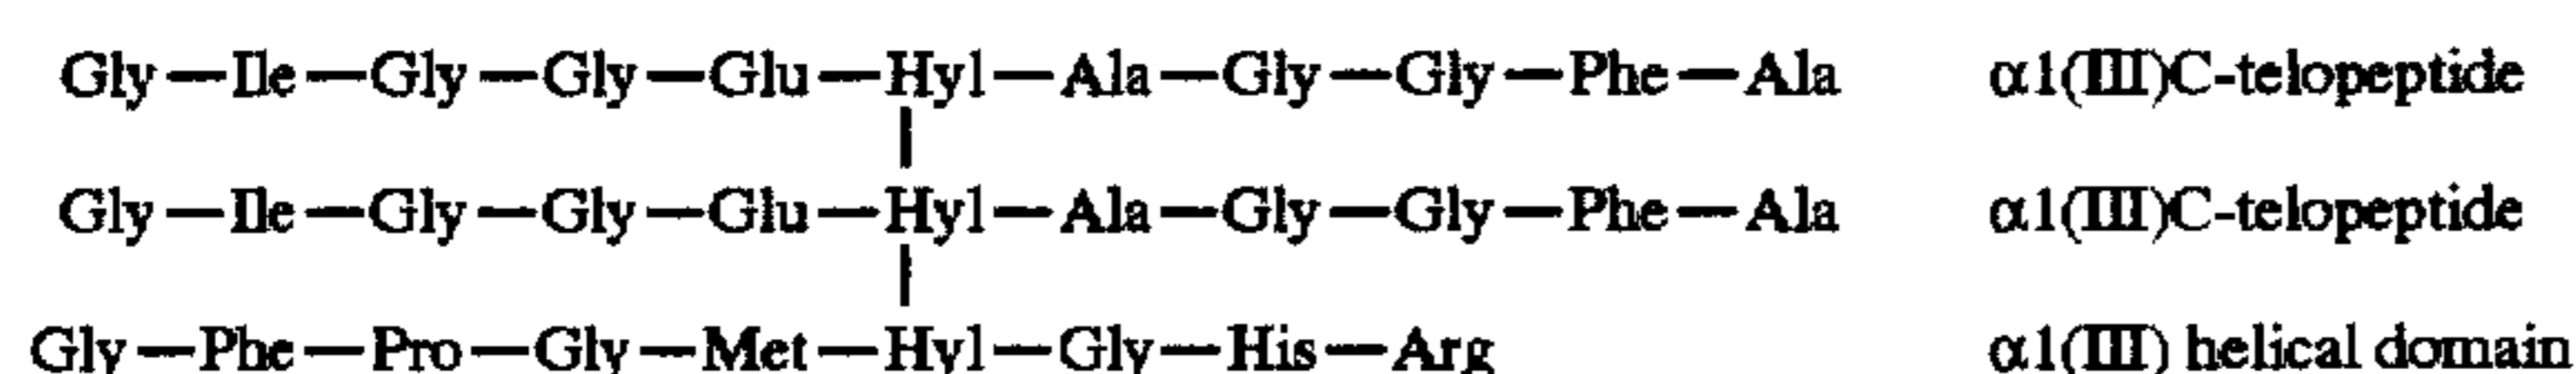 Gly—Ile—Gly—Gly—Glu—Hyl—Ala—Gly—Gly—Phe—Ala α1(III)C-telopeptide
Gly—Ile—Gly—Gly—Glu—Hyl—Ala—Gly—Gly—Phe—Ala α1(III)C-telopeptide
Gly—Phe—Pro—Gly—Met—Hyl—Gly—His—Arg α1(III) helical domain